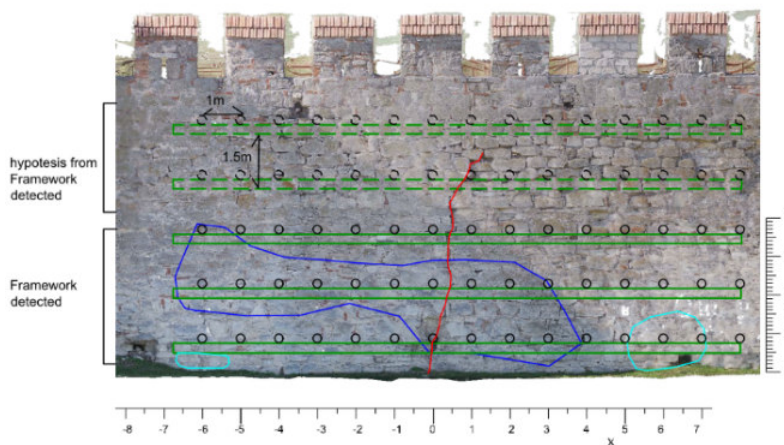 1m
1.5m
hypotesis from
Framework
detected
Framework
detected
-8 -7 -6 -5 -4 -3 -2 -1 0 1 2 3 4 5 6 7
x